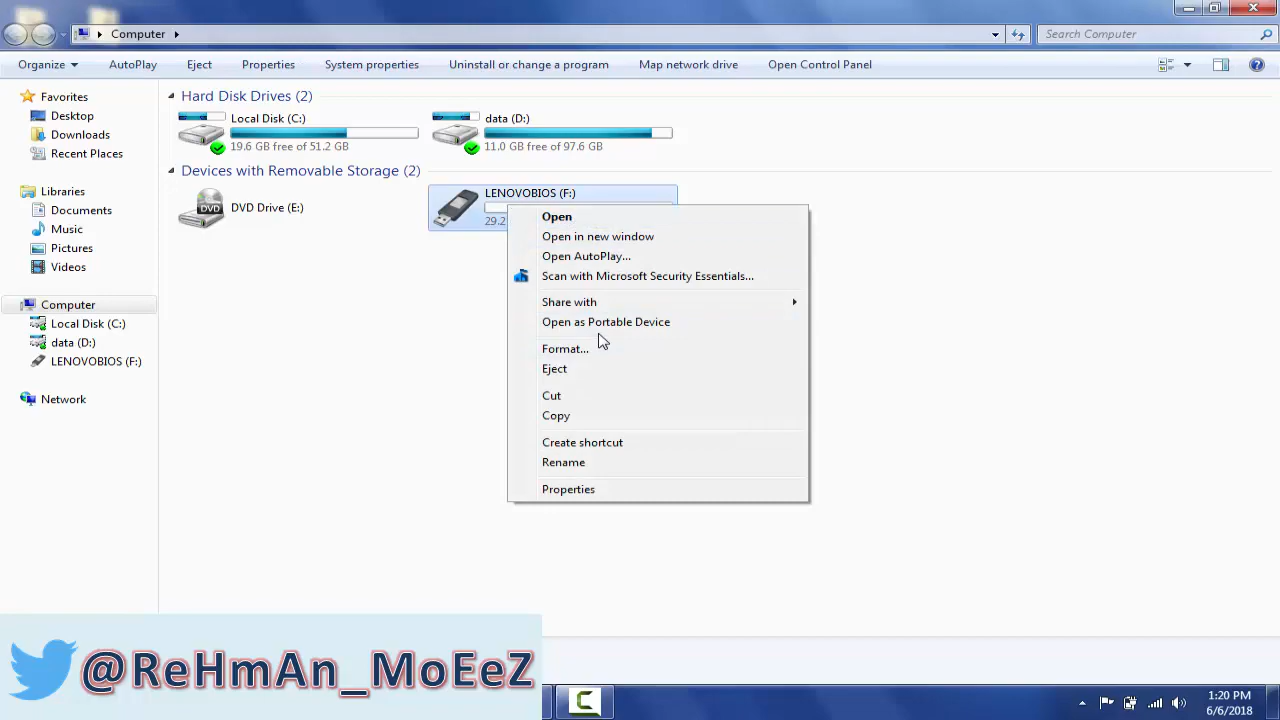 Computer
Search Computer
Organize AutoPlay Eject Properties System properties Uninstall or change a program Map network drive Open Control Panel
Favorites
Desktop
Downloads
Recent Places
Libraries
Documents
Music
Pictures
Videos
Computer
Local Disk (C:)
data (D:)
LENOVOBIOS (F:)
Network
Hard Disk Drives (2)
Local Disk (C:)
19.6 GB free of 51.2 GB
data (D:)
11.0 GB free of 97.6 GB
Devices with Removable Storage (2)
DVD Drive (E:)
DVD
LENOVOBIOS (F:)
29.2
Open
Open in new window
Open AutoPlay...
Scan with Microsoft Security Essentials...
Share with
Open as Portable Device
Format...
Eject
Cut
Copy
Create shortcut
Rename
Properties
@ReHmAn_MoEeZ
C
1:20 PM
6/6/2018